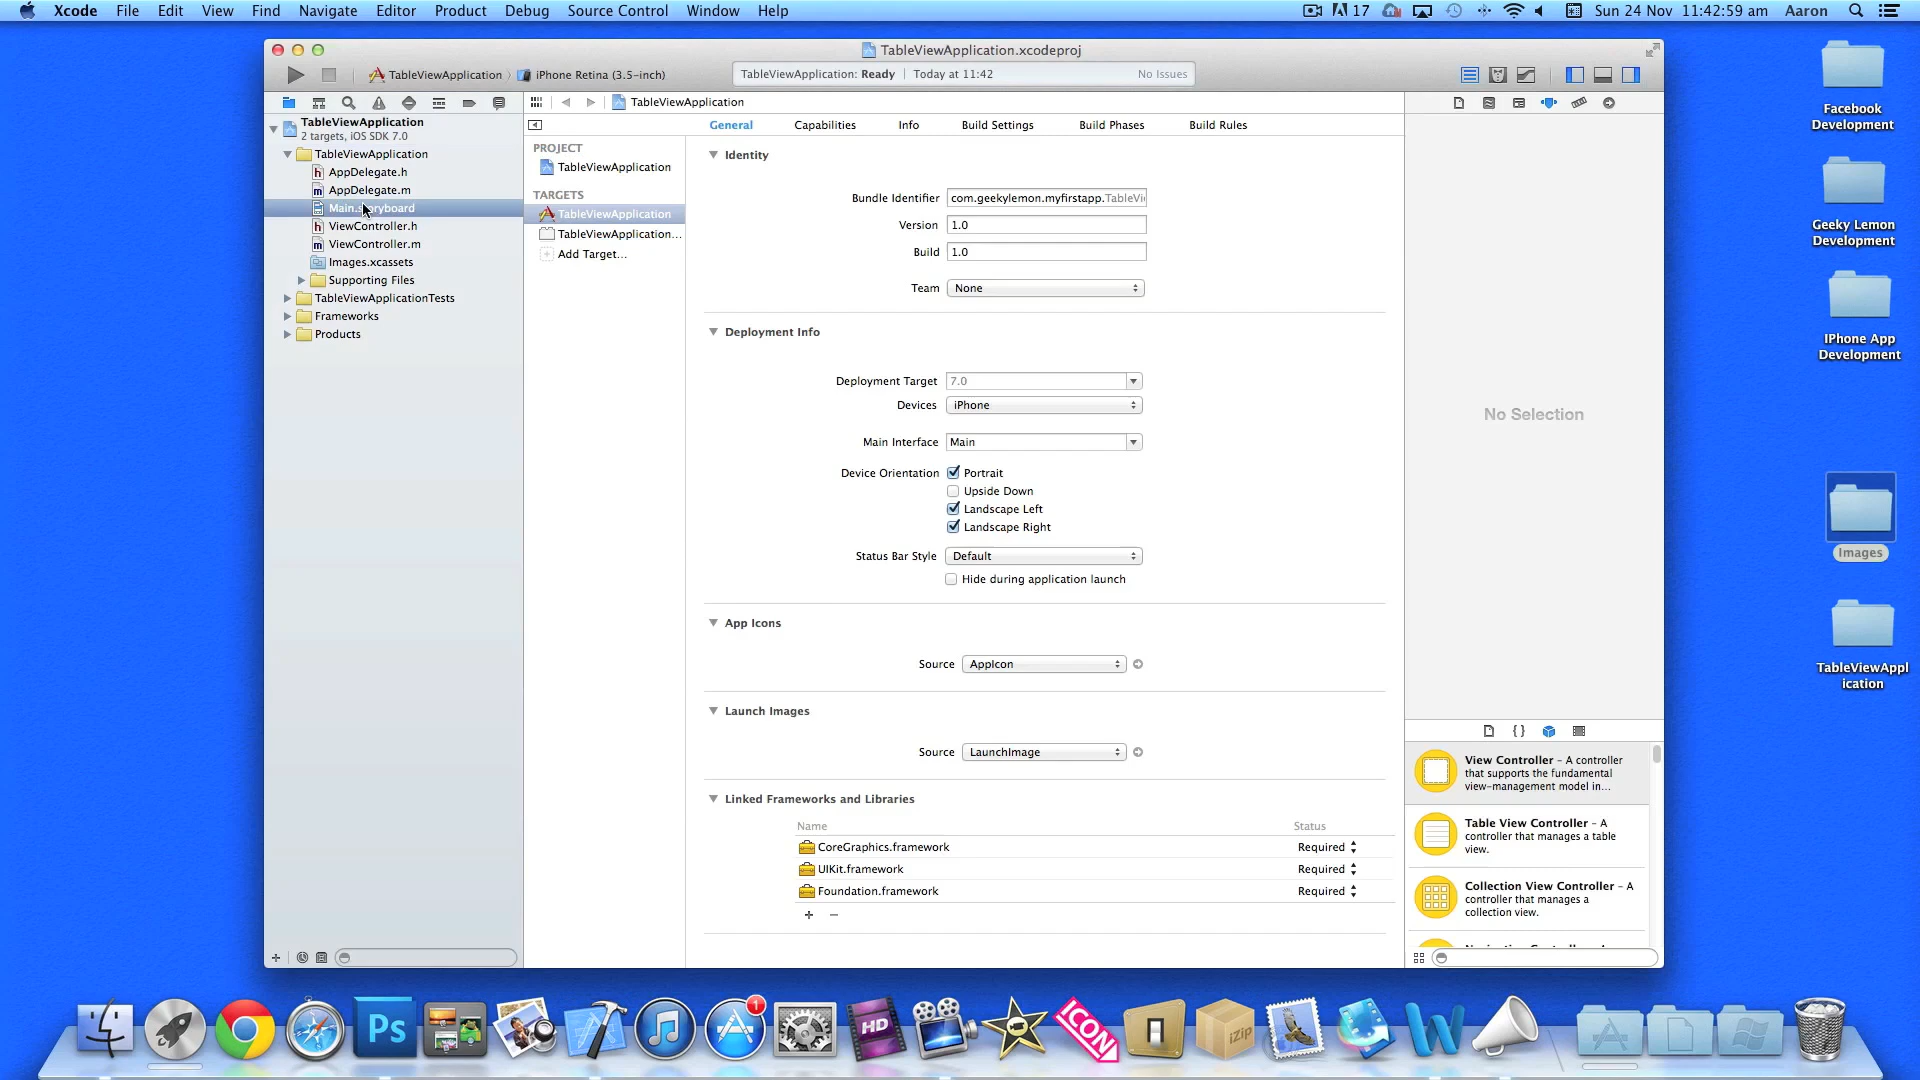 Xcode File Edit View Find Navigate Editor Product Debug Source Control Window Help
17 Sun 24 Nov 11:42:59 am Aaron
TableViewApplication.xcodeproj
TableViewApplication iPhone Retina (3.5-inch)
TableViewApplication: Ready Today at 11:42 No Issues
TableViewApplication
2 targets, iOS SDK 7.0
TableViewApplication
AppDelegate.h
AppDelegate.m
Main.storyboard
ViewController.h
ViewController.m
Images.xcassets
Supporting Files
TableViewApplicationTests
Frameworks
Products
TableViewApplication
General Capabilities Info Build Settings Build Phases Build Rules
PROJECT
TableViewApplication
TARGETS
TableViewApplication
TableViewApplication...
Add Target...
Identity
Bundle Identifier com.geekylemon.myfirstapp.TableVi
Version 1.0
Build 1.0
Team None
Deployment Info
Deployment Target 7.0
Devices iPhone
Main Interface Main
Device Orientation Portrait
Upside Down
Landscape Left
Landscape Right
Status Bar Style Default
Hide during application launch
App Icons
Source AppIcon
Launch Images
Source LaunchImage
Linked Frameworks and Libraries
Name Status
CoreGraphics.framework Required
UIKit.framework Required
Foundation.framework Required
No Selection
View Controller – A controller
that supports the fundamental
view-management model in...
Table View Controller – A
controller that manages a table
view.
Collection View Controller – A
controller that manages a
collection view.
Facebook
Development
Geeky Lemon
Development
IPhone App
Development
Images
TableViewAppl
ication
Ps
1
HD
ICON
iZip
W